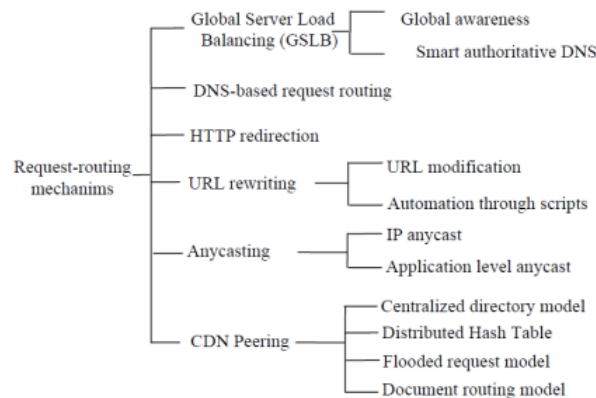 Global Server Load
Balancing (GSLB)
Global awareness
Smart authoritative DNS
DNS-based request routing
HTTP redirection
Request-routing
mechanims
URL rewriting
URL modification
Automation through scripts
Anycasting
IP anycast
Application level anycast
CDN Peering
Centralized directory model
Distributed Hash Table
Flooded request model
Document routing model